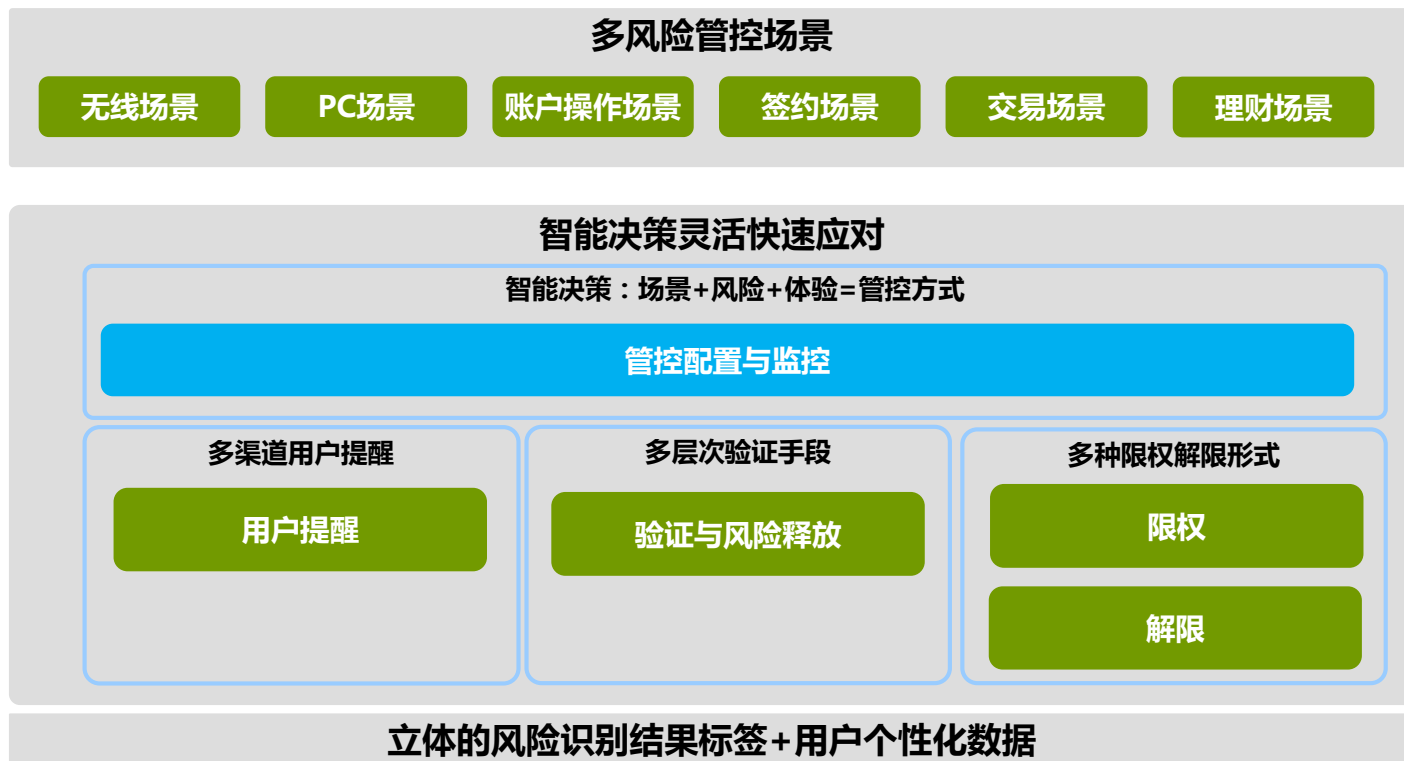 多风险管控场景
无线场景
PC场景
账户操作场景
签约场景
交易场景
理财场景
智能决策灵活快速应对
智能决策：场景+风险+体验=管控方式
管控配置与监控
多渠道用户提醒
用户提醒
多层次验证手段
验证与风险释放
多种限权解限形式
限权
解限
立体的风险识别结果标签+用户个性化数据